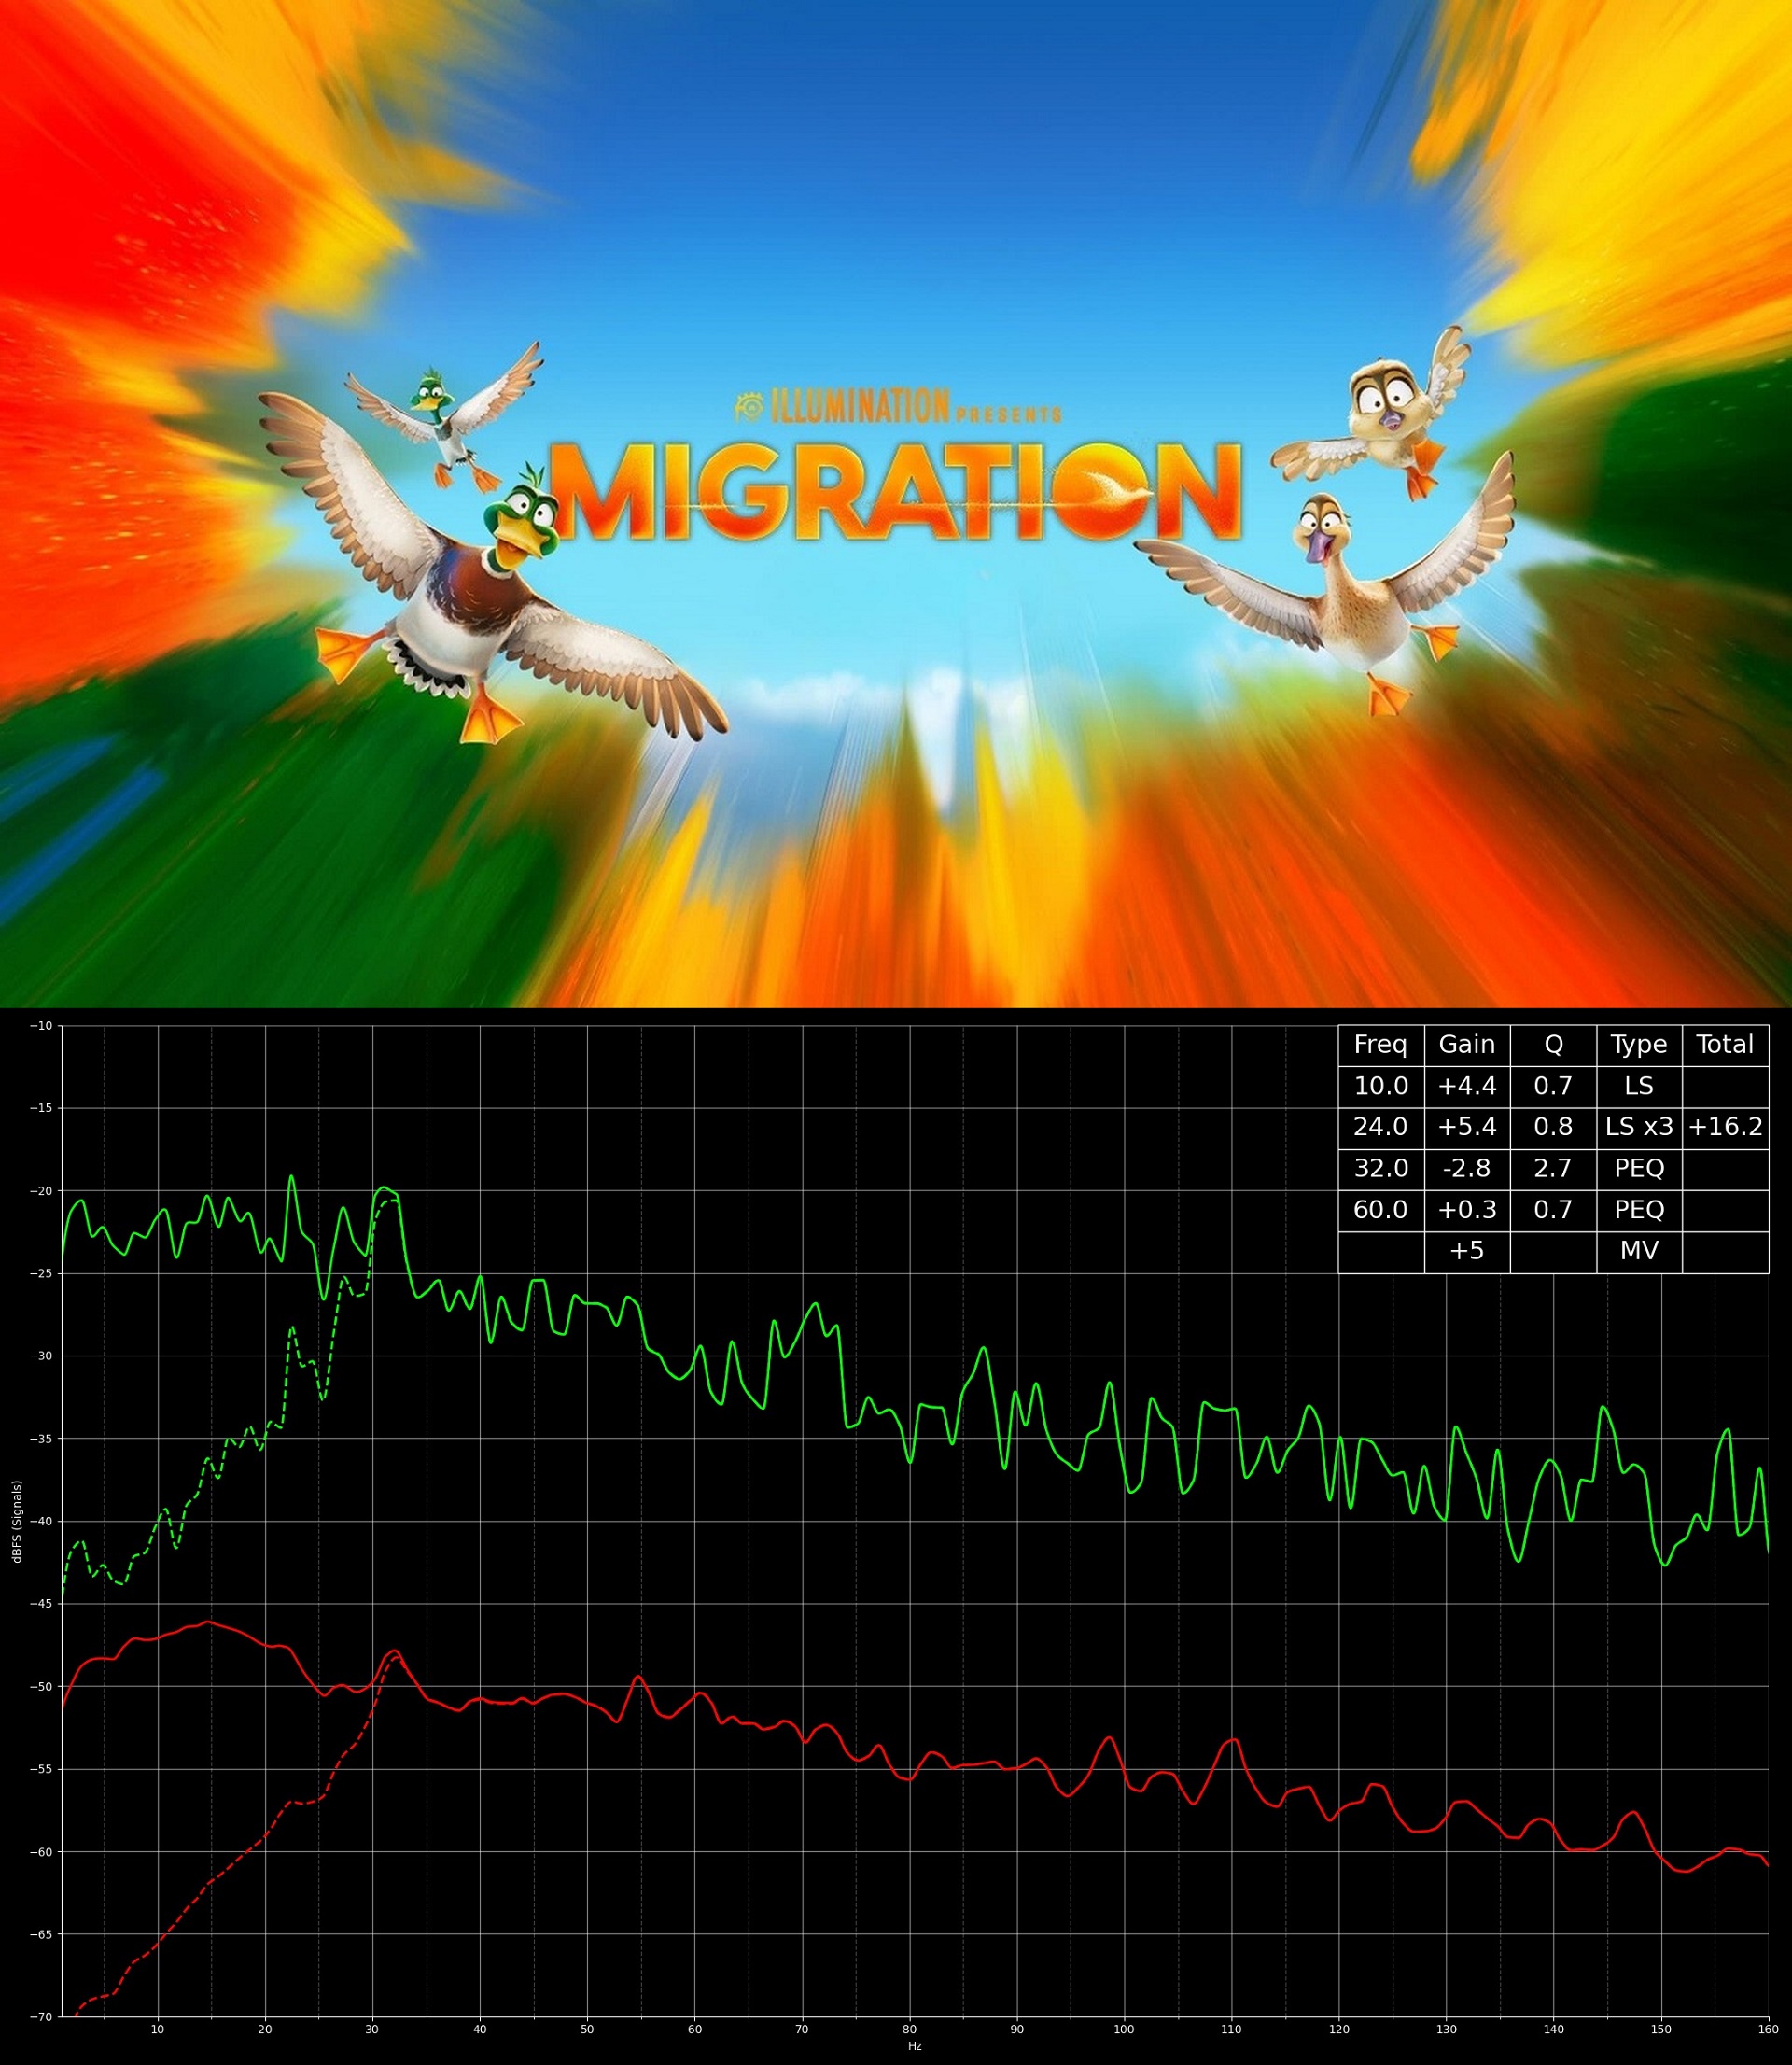 ILLUMINATION PRESENTS
MIGRATION
Freq Gain Q Type Total
10.0 +4.4 0.7 LS
24.0 +5.4 0.8 LS x3 +16.2
32.0 -2.8 2.7 PEQ
60.0 +0.3 0.7 PEQ
+5 MV
−10
−15
−20
−25
−30
−35
−40
−45
−50
−55
−60
−65
−70
dBFS (Signals)
10 20 30 40 50 60 70 80 90 100 110 120 130 140 150 160
Hz